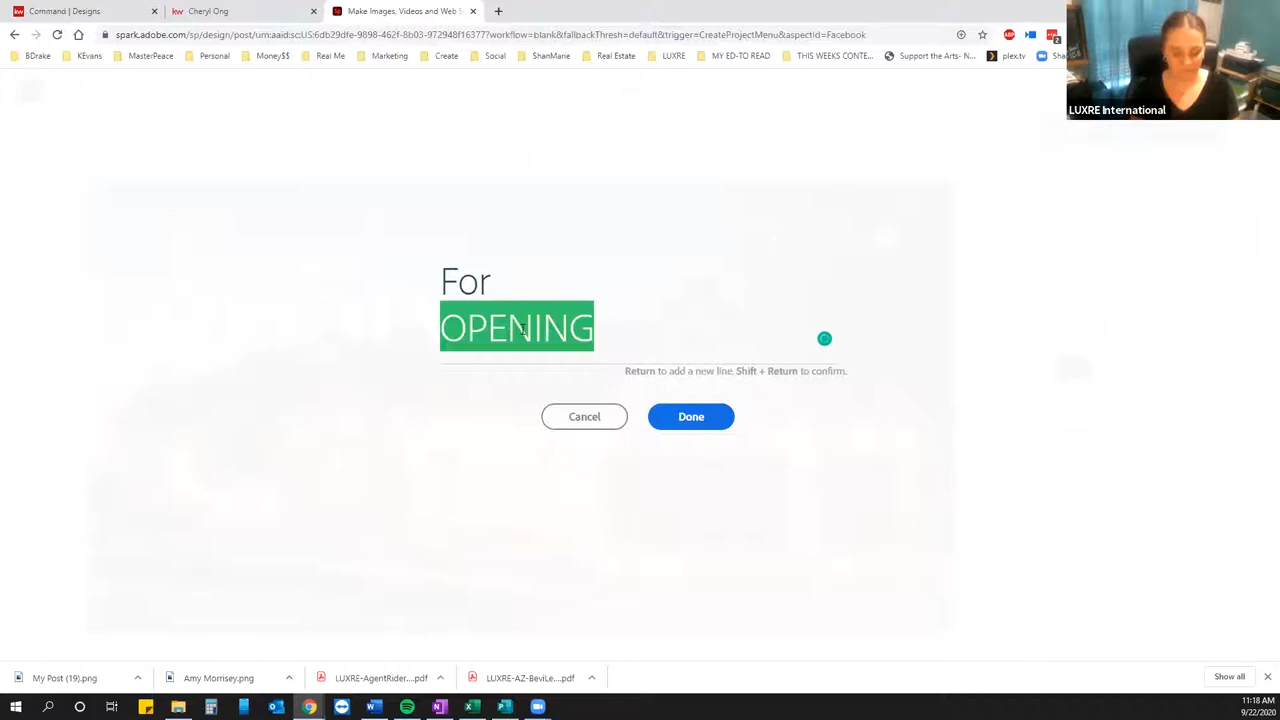 Command | Designs
Cheryl Ong
Make Images, Videos and Web S
spark.adobe.com/sp/design/post/urn:aaid:sc:US:6db29dfe-9898-462f-8b03-972948f16377?workflow=blank&fallbackThresh=default&trigger=CreateProjectMenu&aspectId=Facebook
BDrake
KEvans
MasterPeace
Personal
Money$$
Real Mf
Marketing
Create
Social
ShanMarie
Real Estate
LUXRE
MY ED-TO READ
THIS WEEKS CONTE...
Support the Arts- N...
plex.tv
LUXRE International
For
OPENING
Return to add a new line, Shift + Return to confirm.
Cancel
Done
My Post (19).png
Amy Morrisey.png
LUXRE-AgentRider....pdf
LUXRE-AZ-BeviLe....pdf
Show all
11:18 AM
9/22/2020